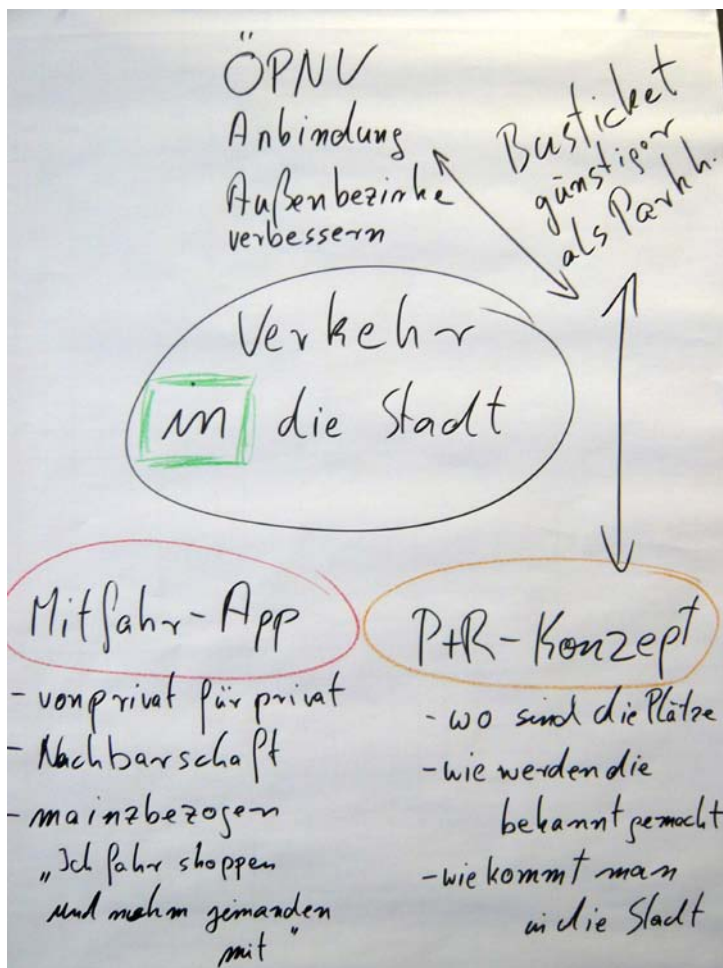 ÖPNV
Anbindung
Außenbezirke
verbessern
Busticket
günstiger
als Parkh.
Verkehr
in die Stadt
Mitfahr-App
- von privat für privat
- Nachbarschaft
- mainzbezogen
„Ich fahr shoppen
und nehm jemanden
mit"
P+R-Konzept
- wo sind die Plätze
- wie werden die
bekannt gemacht
- wie kommt man
in die Stadt